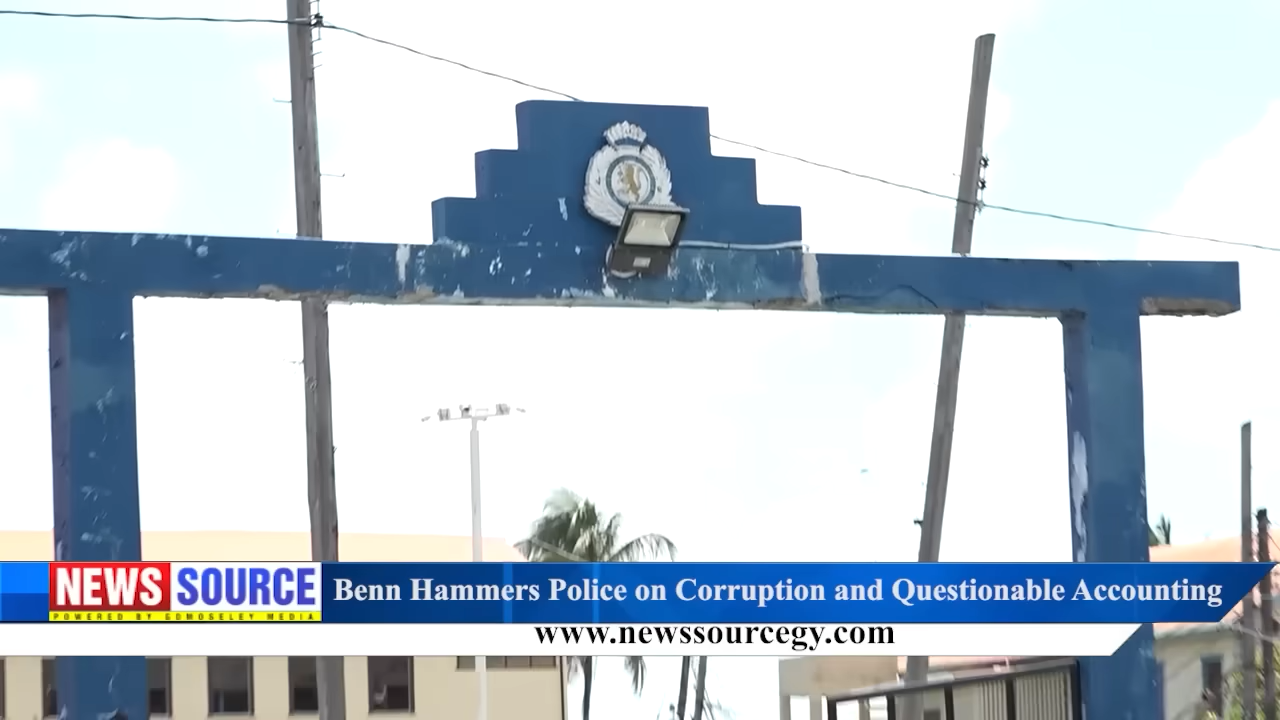 NEWS SOURCE
POWERED BY GDMOSELEY MEDIA
Benn Hammers Police on Corruption and Questionable Accounting
www.newssourcegy.com